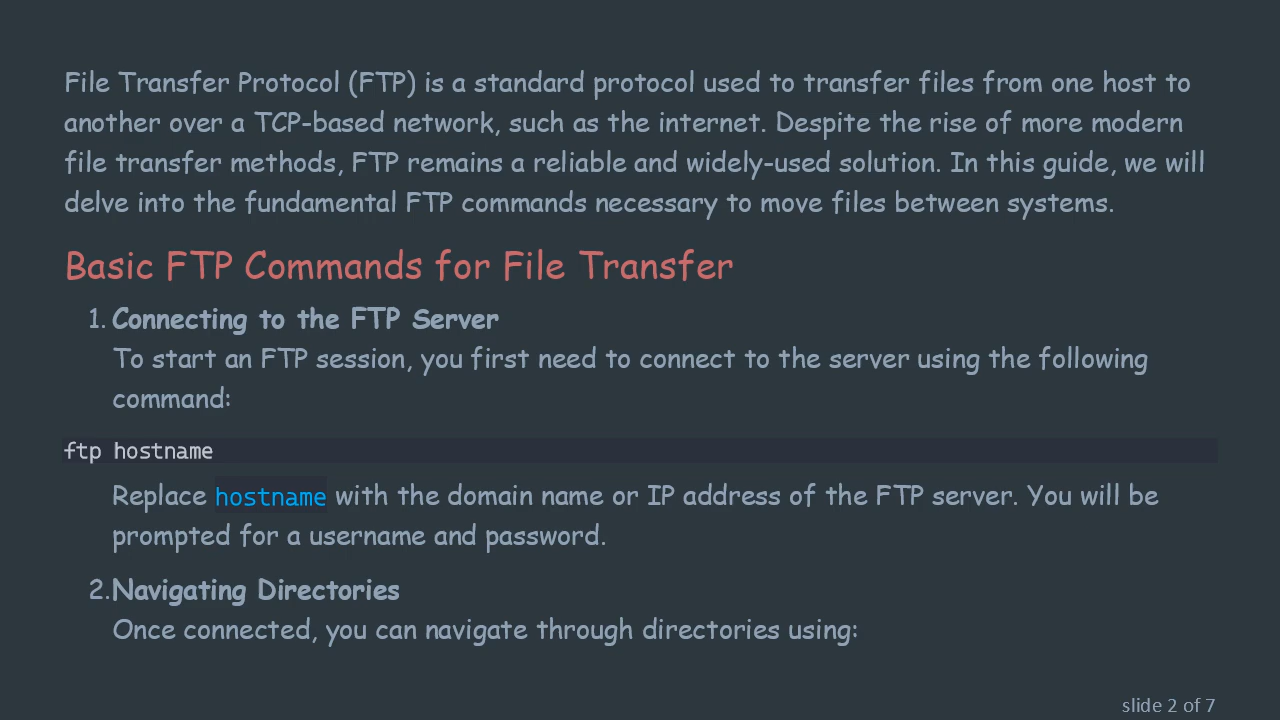 File Transfer Protocol (FTP) is a standard protocol used to transfer files from one host to
another over a TCP-based network, such as the internet. Despite the rise of more modern
file transfer methods, FTP remains a reliable and widely-used solution. In this guide, we will
delve into the fundamental FTP commands necessary to move files between systems.
Basic FTP Commands for File Transfer
1. Connecting to the FTP Server
To start an FTP session, you first need to connect to the server using the following
command:
ftp hostname
Replace hostname with the domain name or IP address of the FTP server. You will be
prompted for a username and password.
2. Navigating Directories
Once connected, you can navigate through directories using:
slide 2 of 7